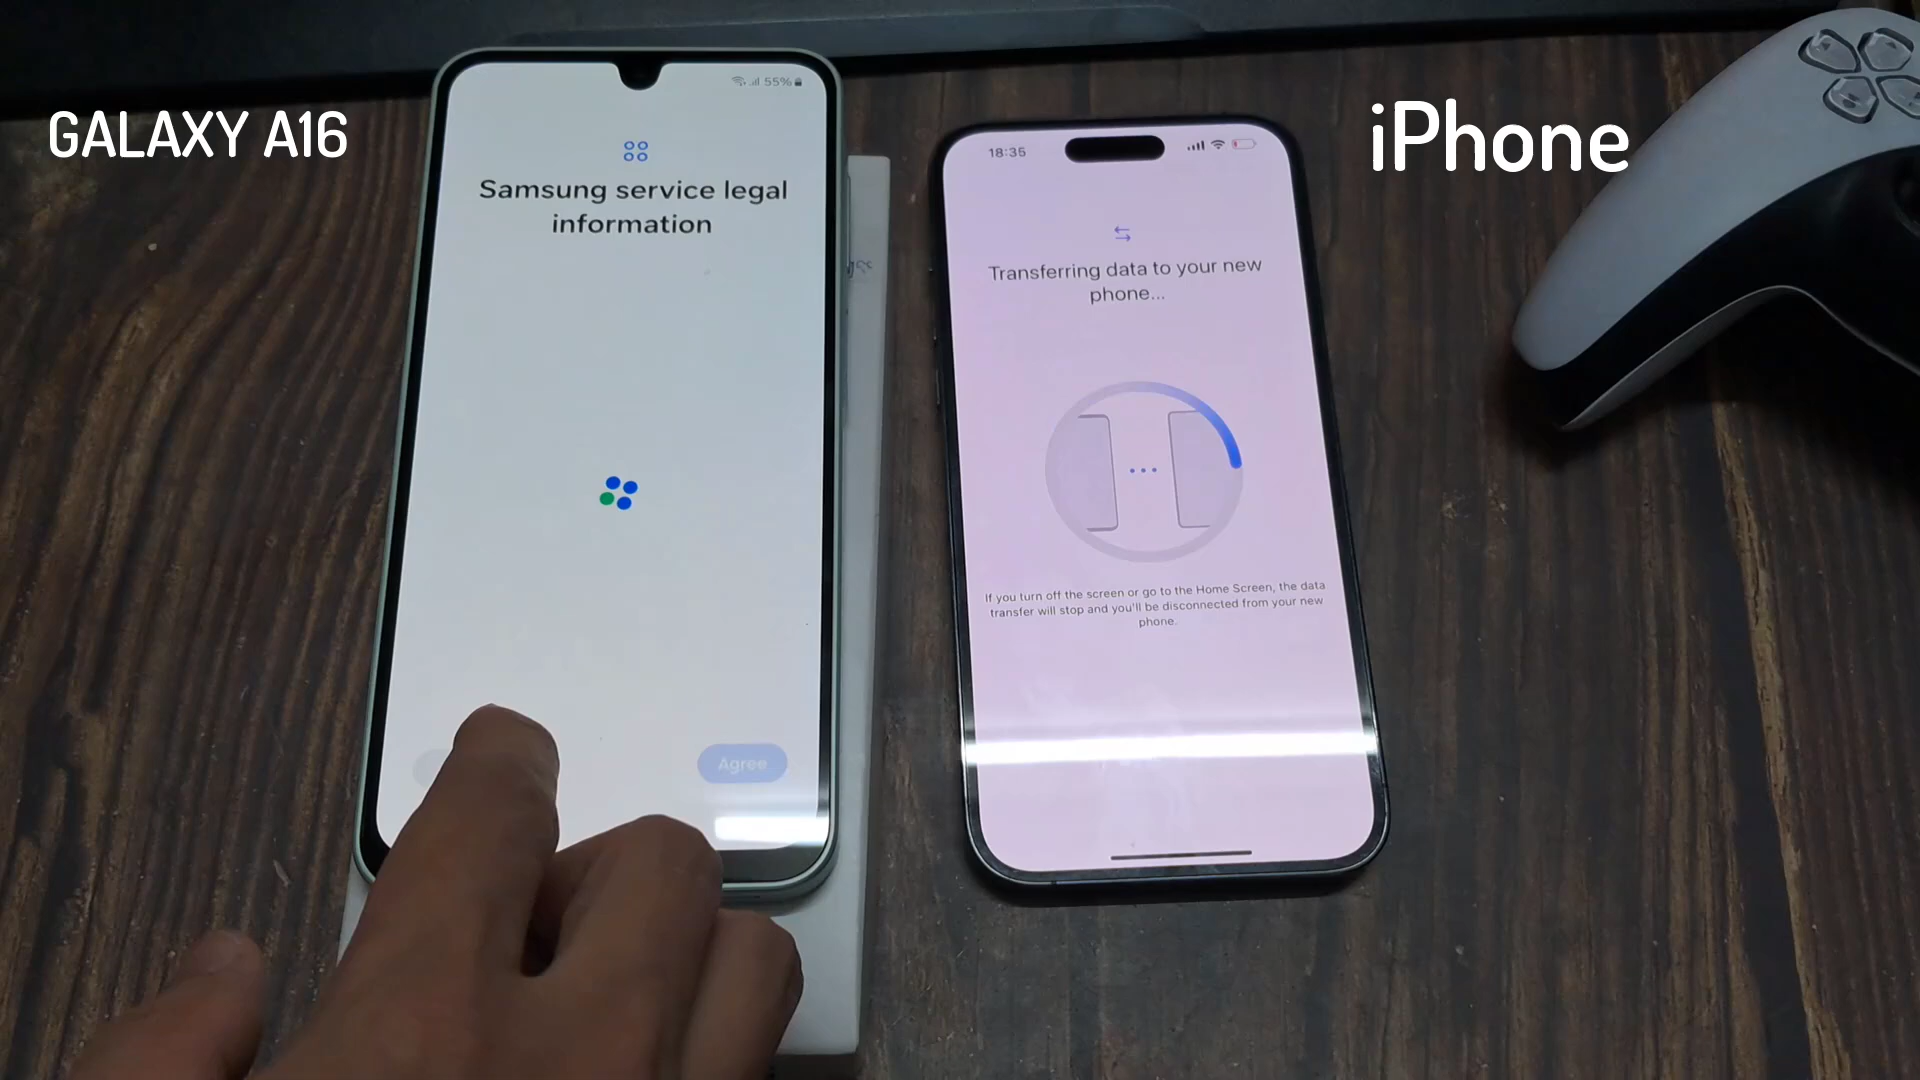 GALAXY A16
55%
Samsung service legal
information
Agree
iPhone
18:35
Transferring data to your new
phone...
If you turn off the screen or go to the Home Screen, the data
transfer will stop and you'll be disconnected from your new
phone.